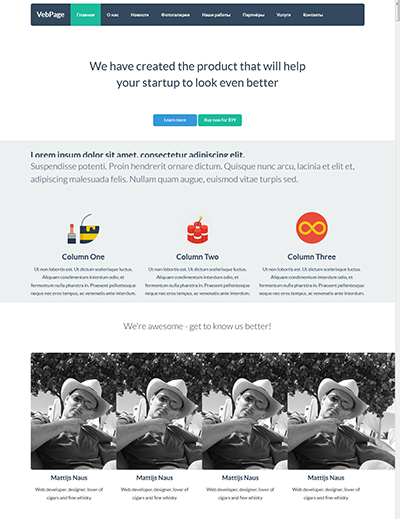 VebPage Главная О нас Новости Фотогалерея Наши работы Партнёры Услуги Контакты
We have created the product that will help
your startup to look even better
Learn more Buy now for $99
Lorem ipsum dolor sit amet, consectetur adipiscing elit.
Suspendisse potenti. Proin hendrerit ornare dictum. Quisque nunc arcu, lacinia et elit et,
adipiscing malesuada felis. Nullam quam augue, euismod vitae turpis sed.
Column One Column Two Column Three
Ut non lobortis est. Ut dictum scelerisque luctus. Ut non lobortis est. Ut dictum scelerisque luctus. Ut non lobortis est. Ut dictum scelerisque luctus.
Aliquam condimentum interdum odio, et Aliquam condimentum interdum odio, et Aliquam condimentum interdum odio, et
fermentum nulla pharetra in. Praesent pellentesque fermentum nulla pharetra in. Praesent pellentesque fermentum nulla pharetra in. Praesent pellentesque
neque nec eros tempus, ac venenatis ante interdum. neque nec eros tempus, ac venenatis ante interdum. neque nec eros tempus, ac venenatis ante interdum.
We're awesome - get to know us better!
Mattijs Naus Mattijs Naus Mattijs Naus Mattijs Naus
Web developer, designer, lover of Web developer, designer, lover of Web developer, designer, lover of Web developer, designer, lover of
cigars and fine whisky cigars and fine whisky cigars and fine whisky cigars and fine whisky